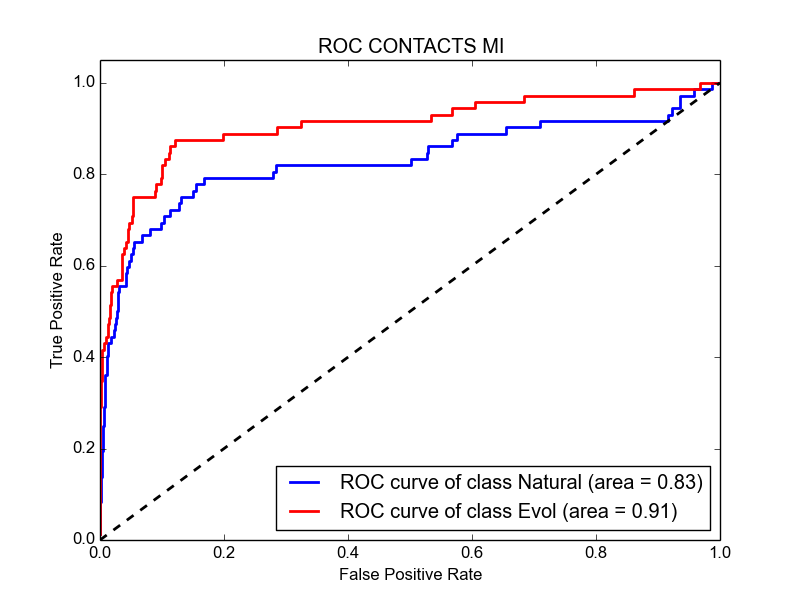 ROC CONTACTS MI
1.0
0.8
0.6
0.4
0.2
0.0
True Positive Rate
ROC curve of class Natural (area = 0.83)
ROC curve of class Evol (area = 0.91)
0.0 0.2 0.4 0.6 0.8 1.0
False Positive Rate